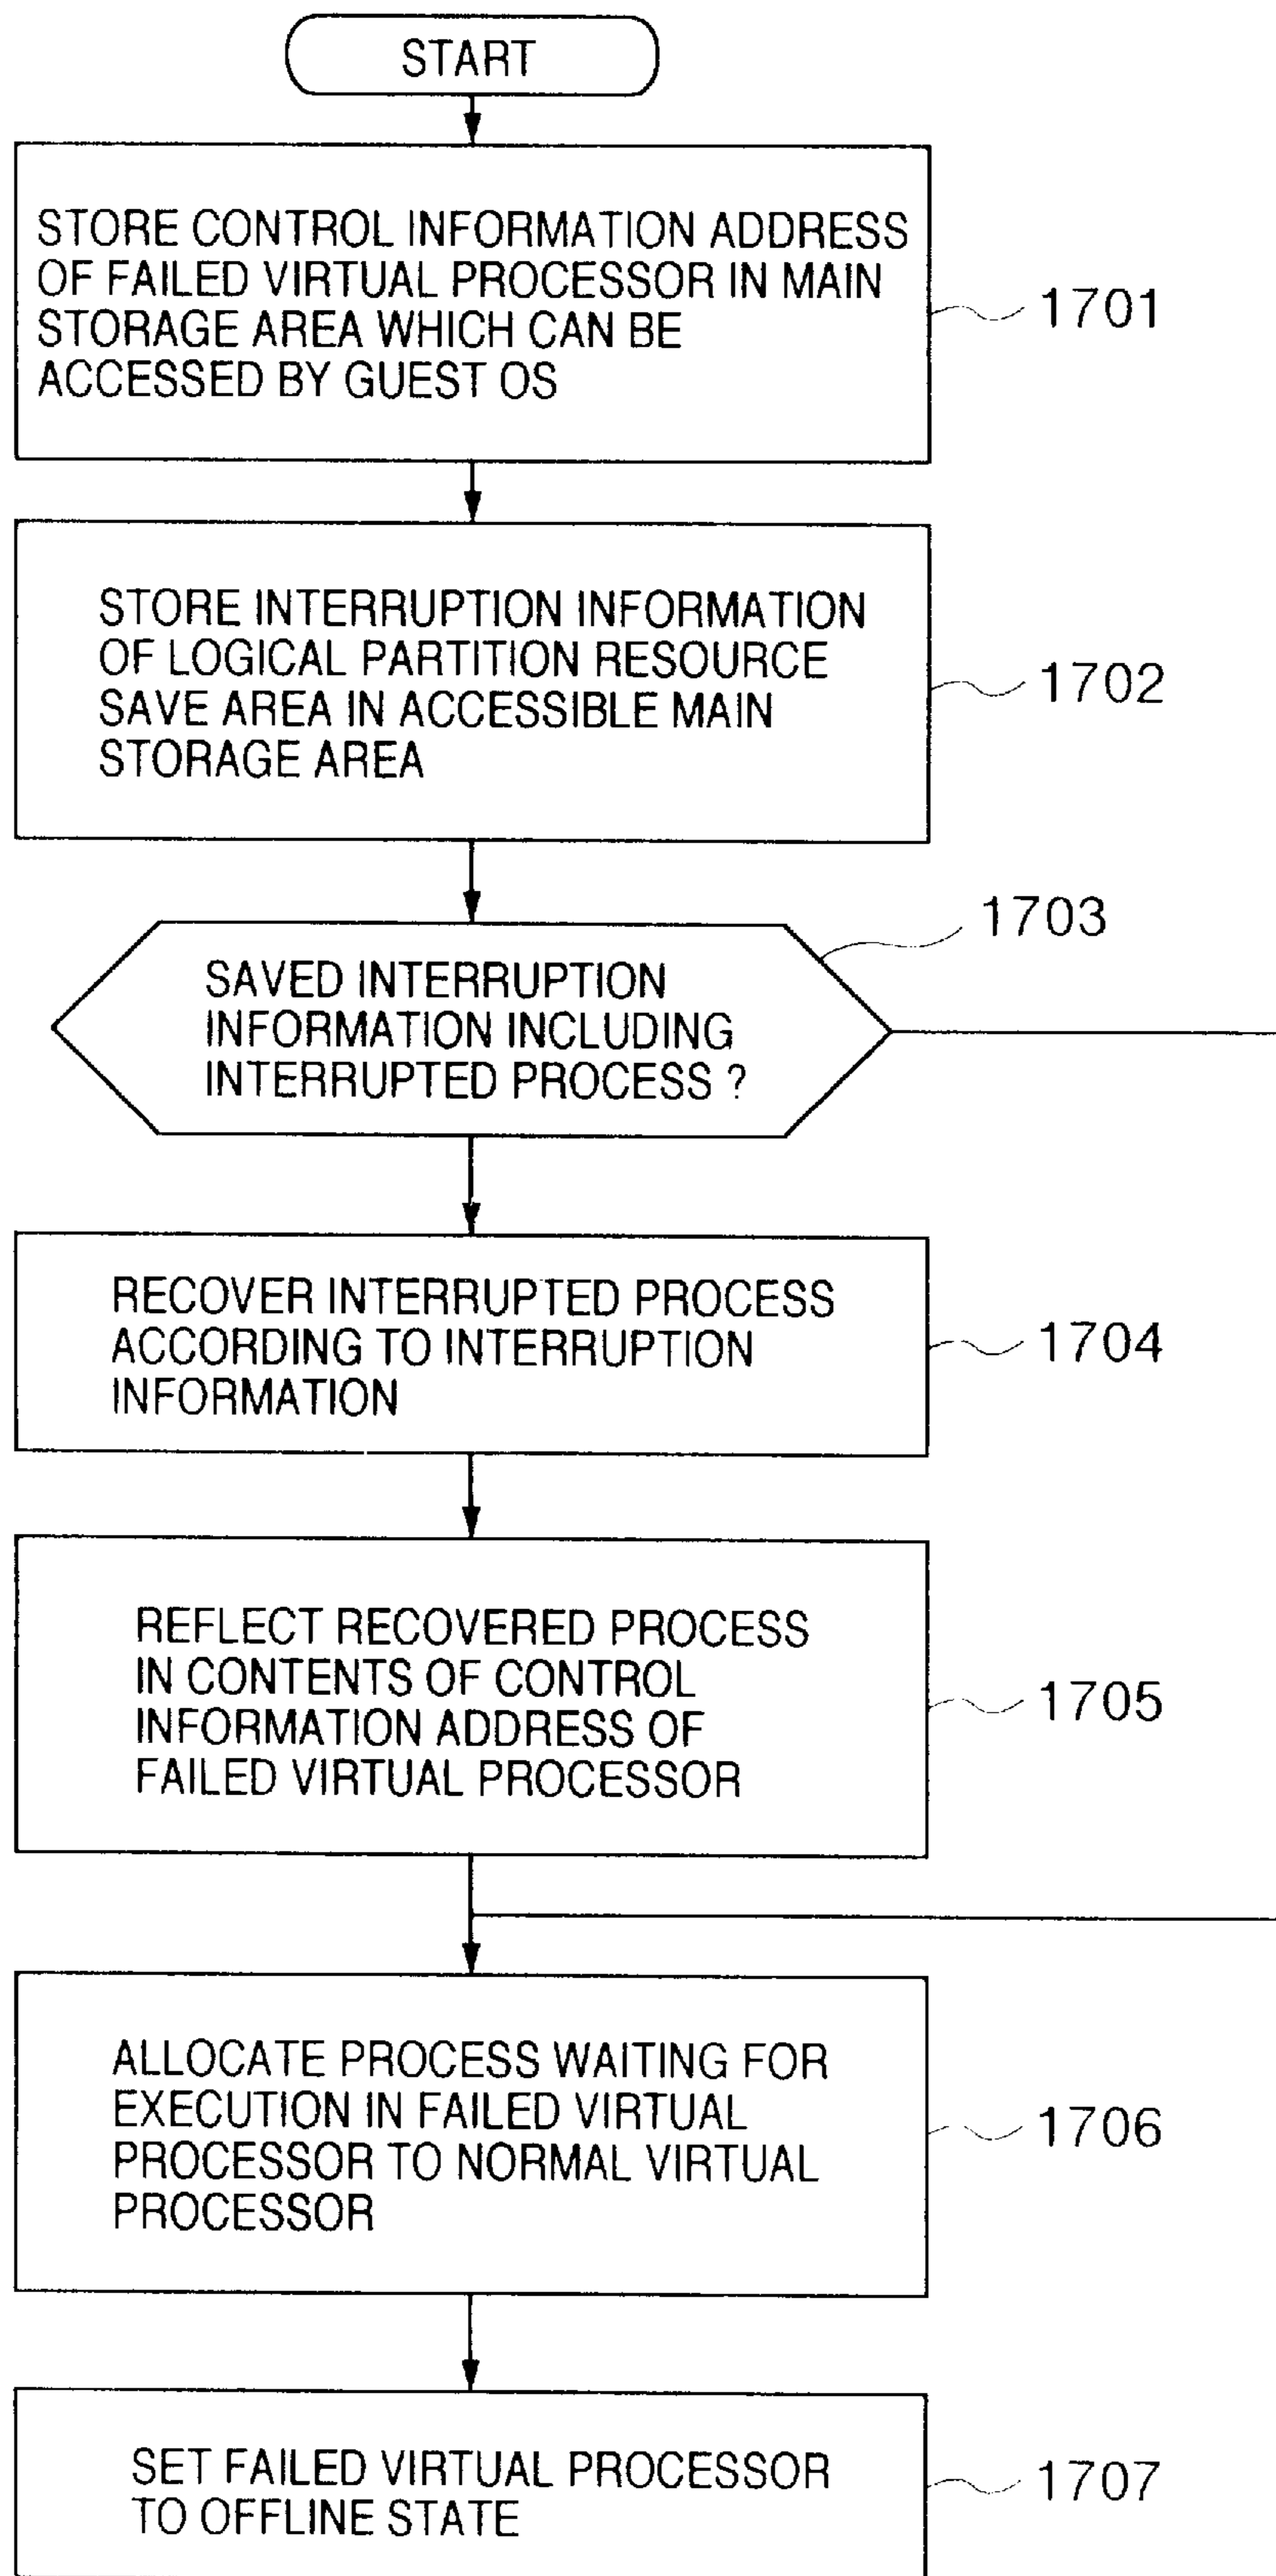 START
STORE CONTROL INFORMATION ADDRESS
OF FAILED VIRTUAL PROCESSOR IN MAIN
STORAGE AREA WHICH CAN BE
ACCESSED BY GUEST OS
1701
STORE INTERRUPTION INFORMATION
OF LOGICAL PARTITION RESOURCE
SAVE AREA IN ACCESSIBLE MAIN
STORAGE AREA
1702
1703
SAVED INTERRUPTION
INFORMATION INCLUDING
INTERRUPTED PROCESS ?
RECOVER INTERRUPTED PROCESS
ACCORDING TO INTERRUPTION
INFORMATION
1704
REFLECT RECOVERED PROCESS
IN CONTENTS OF CONTROL
INFORMATION ADDRESS OF
FAILED VIRTUAL PROCESSOR
1705
ALLOCATE PROCESS WAITING FOR
EXECUTION IN FAILED VIRTUAL
PROCESSOR TO NORMAL VIRTUAL
PROCESSOR
1706
SET FAILED VIRTUAL PROCESSOR
TO OFFLINE STATE
1707